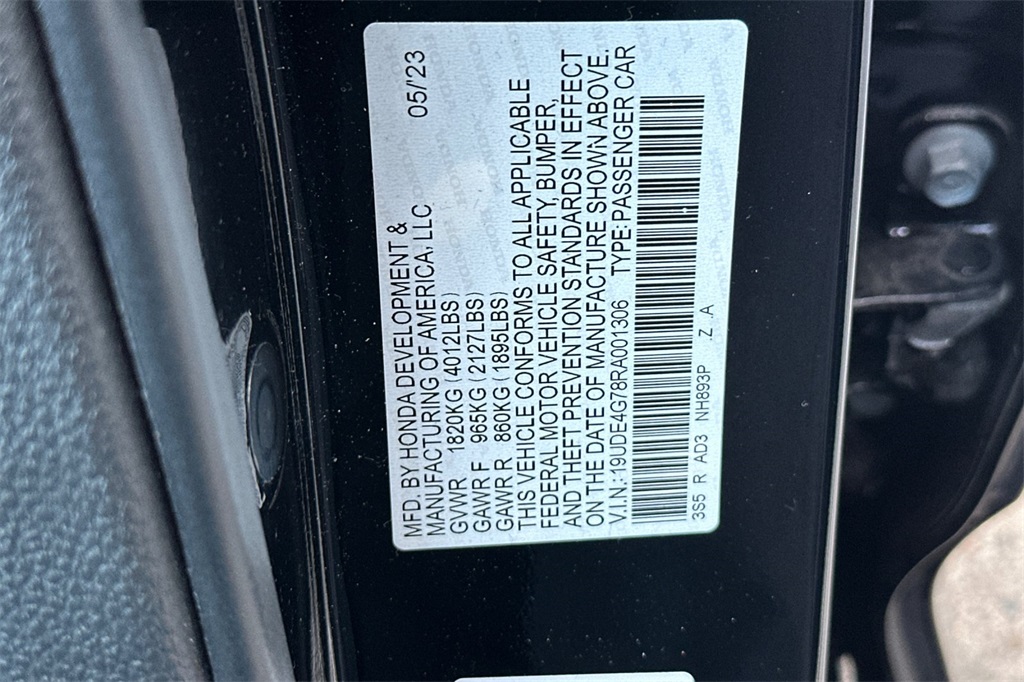 MFD. BY HONDA DEVELOPMENT & 05/'23
MANUFACTURING OF AMERICA, LLC
GVWR 1820KG (4012LBS)
GAWR F 965KG (2127LBS)
GAWR R 860KG (1895LBS)
THIS VEHICLE CONFORMS TO ALL APPLICABLE
FEDERAL MOTOR VEHICLE SAFETY, BUMPER,
AND THEFT PREVENTION STANDARDS IN EFFECT
ON THE DATE OF MANUFACTURE SHOWN ABOVE.
V.I.N.: 19UDE4G78RA001306 TYPE:PASSENGER CAR
3S5 R AD3 NH893P Z . A